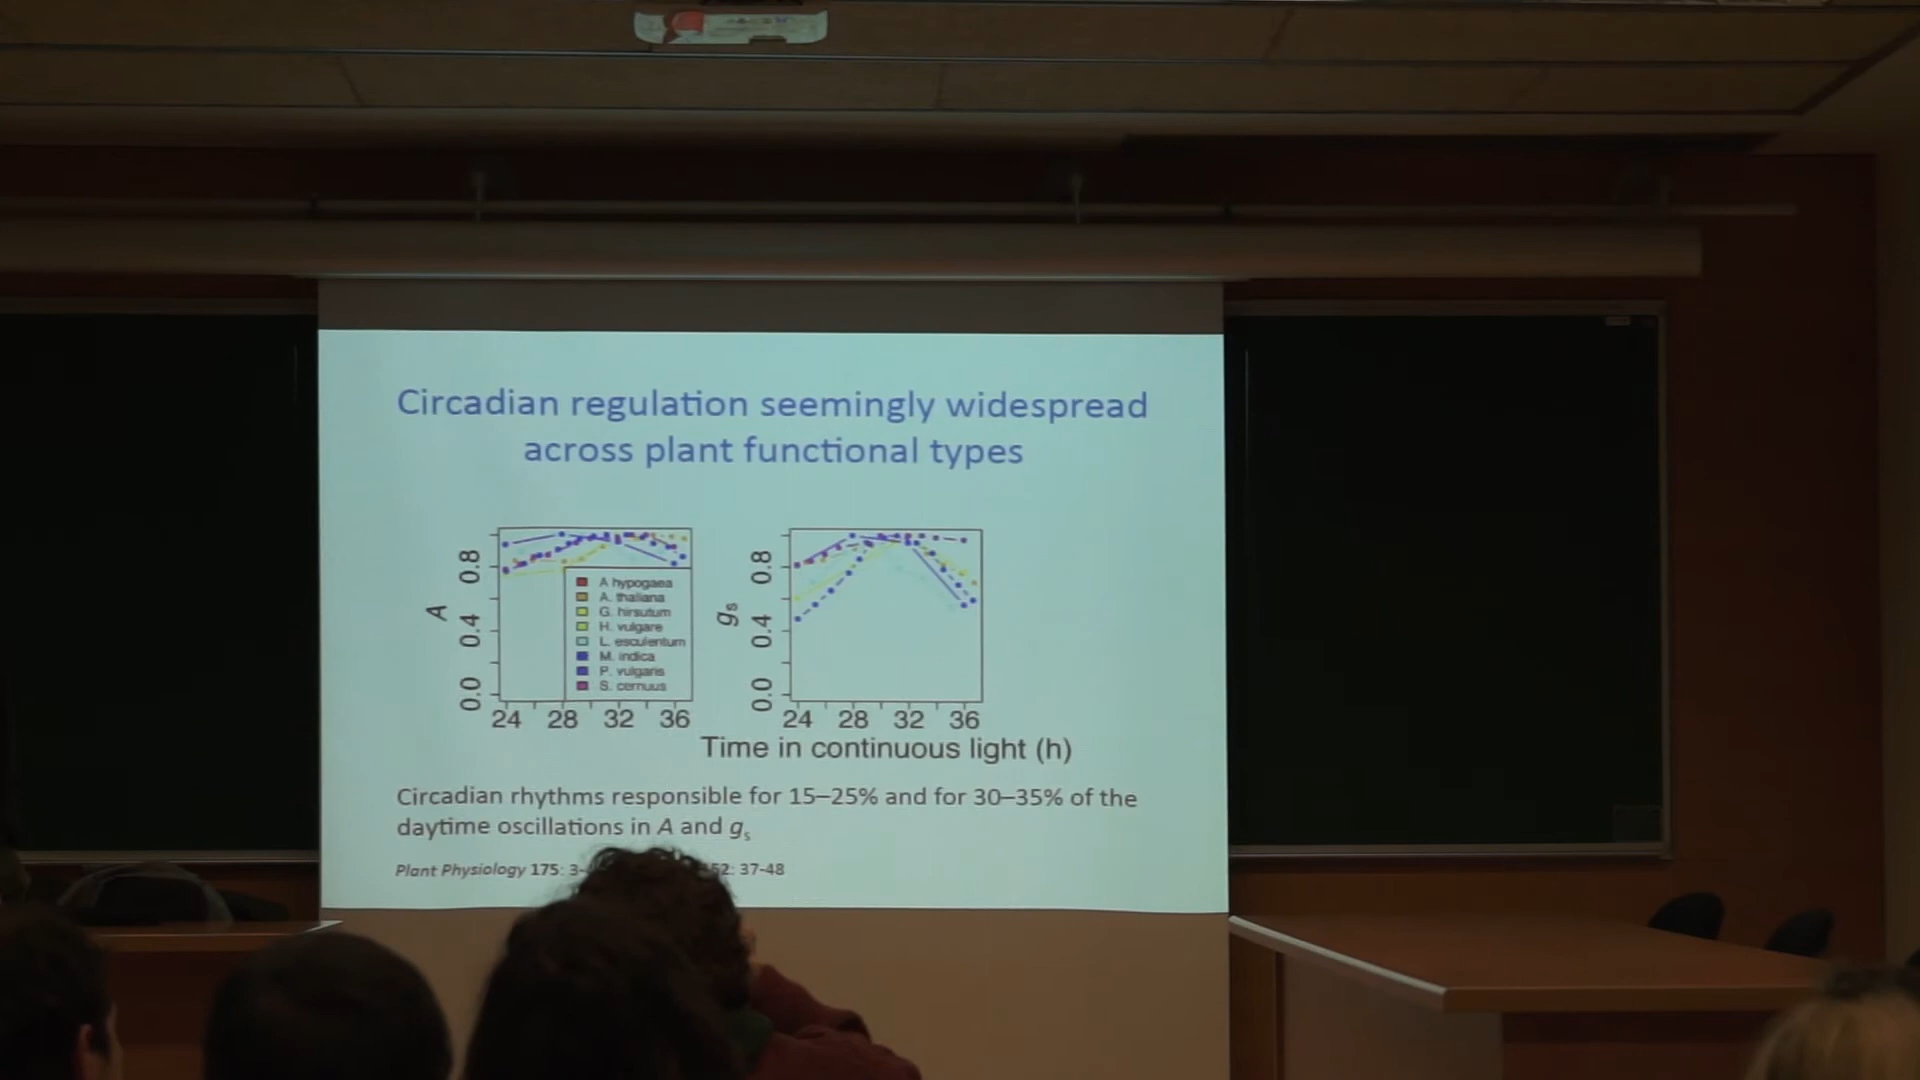 Circadian regulation seemingly widespread
across plant functional types
A
0.0 0.4 0.8
A hypogaea
A. thaliana
G. hirsutum
H. vulgare
L. esculentum
M. indica
P. vulgaris
S. cernuus
24 28 32 36
gs
0.0 0.4 0.8
24 28 32 36
Time in continuous light (h)
Circadian rhythms responsible for 15–25% and for 30–35% of the
daytime oscillations in A and gs
Plant Physiology 175: 3- 52: 37-48